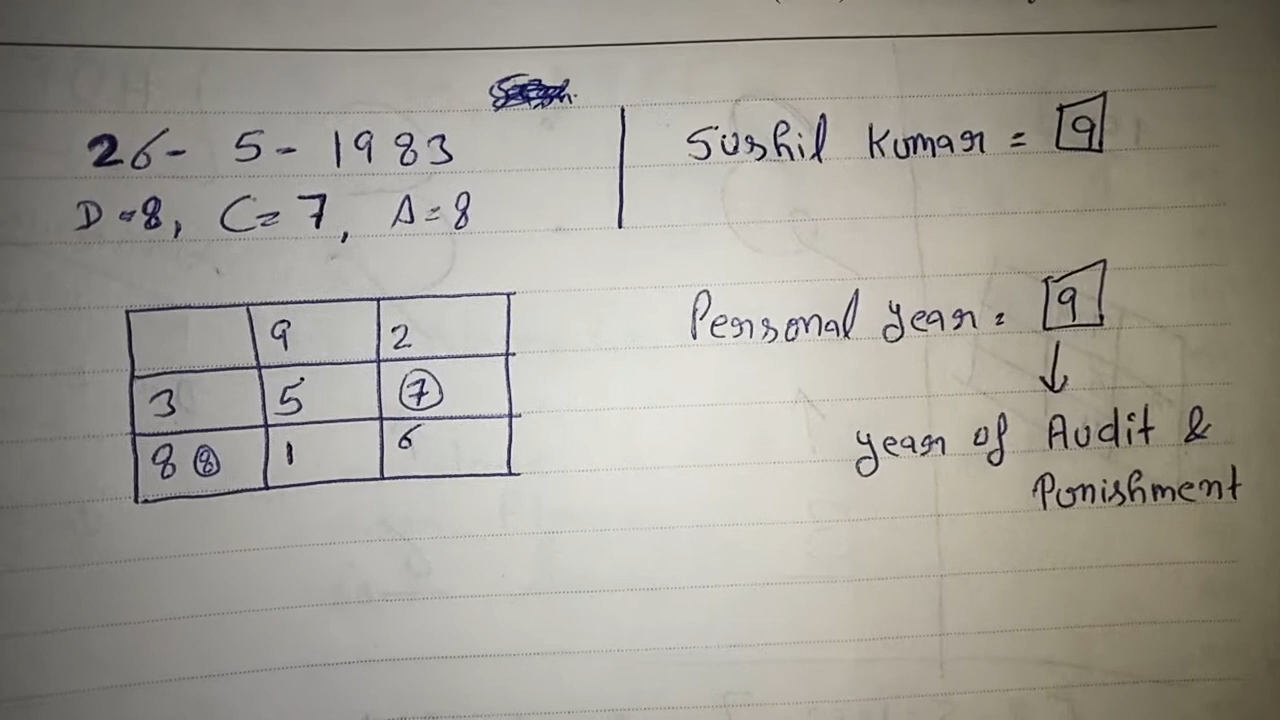 26- 5- 1983
D=8, C=7, A=8
9 2
3 5 7
8 8 1 6
Sushil Kumar = 9
Personal year = 9
↓
year of Audit &
Punishment